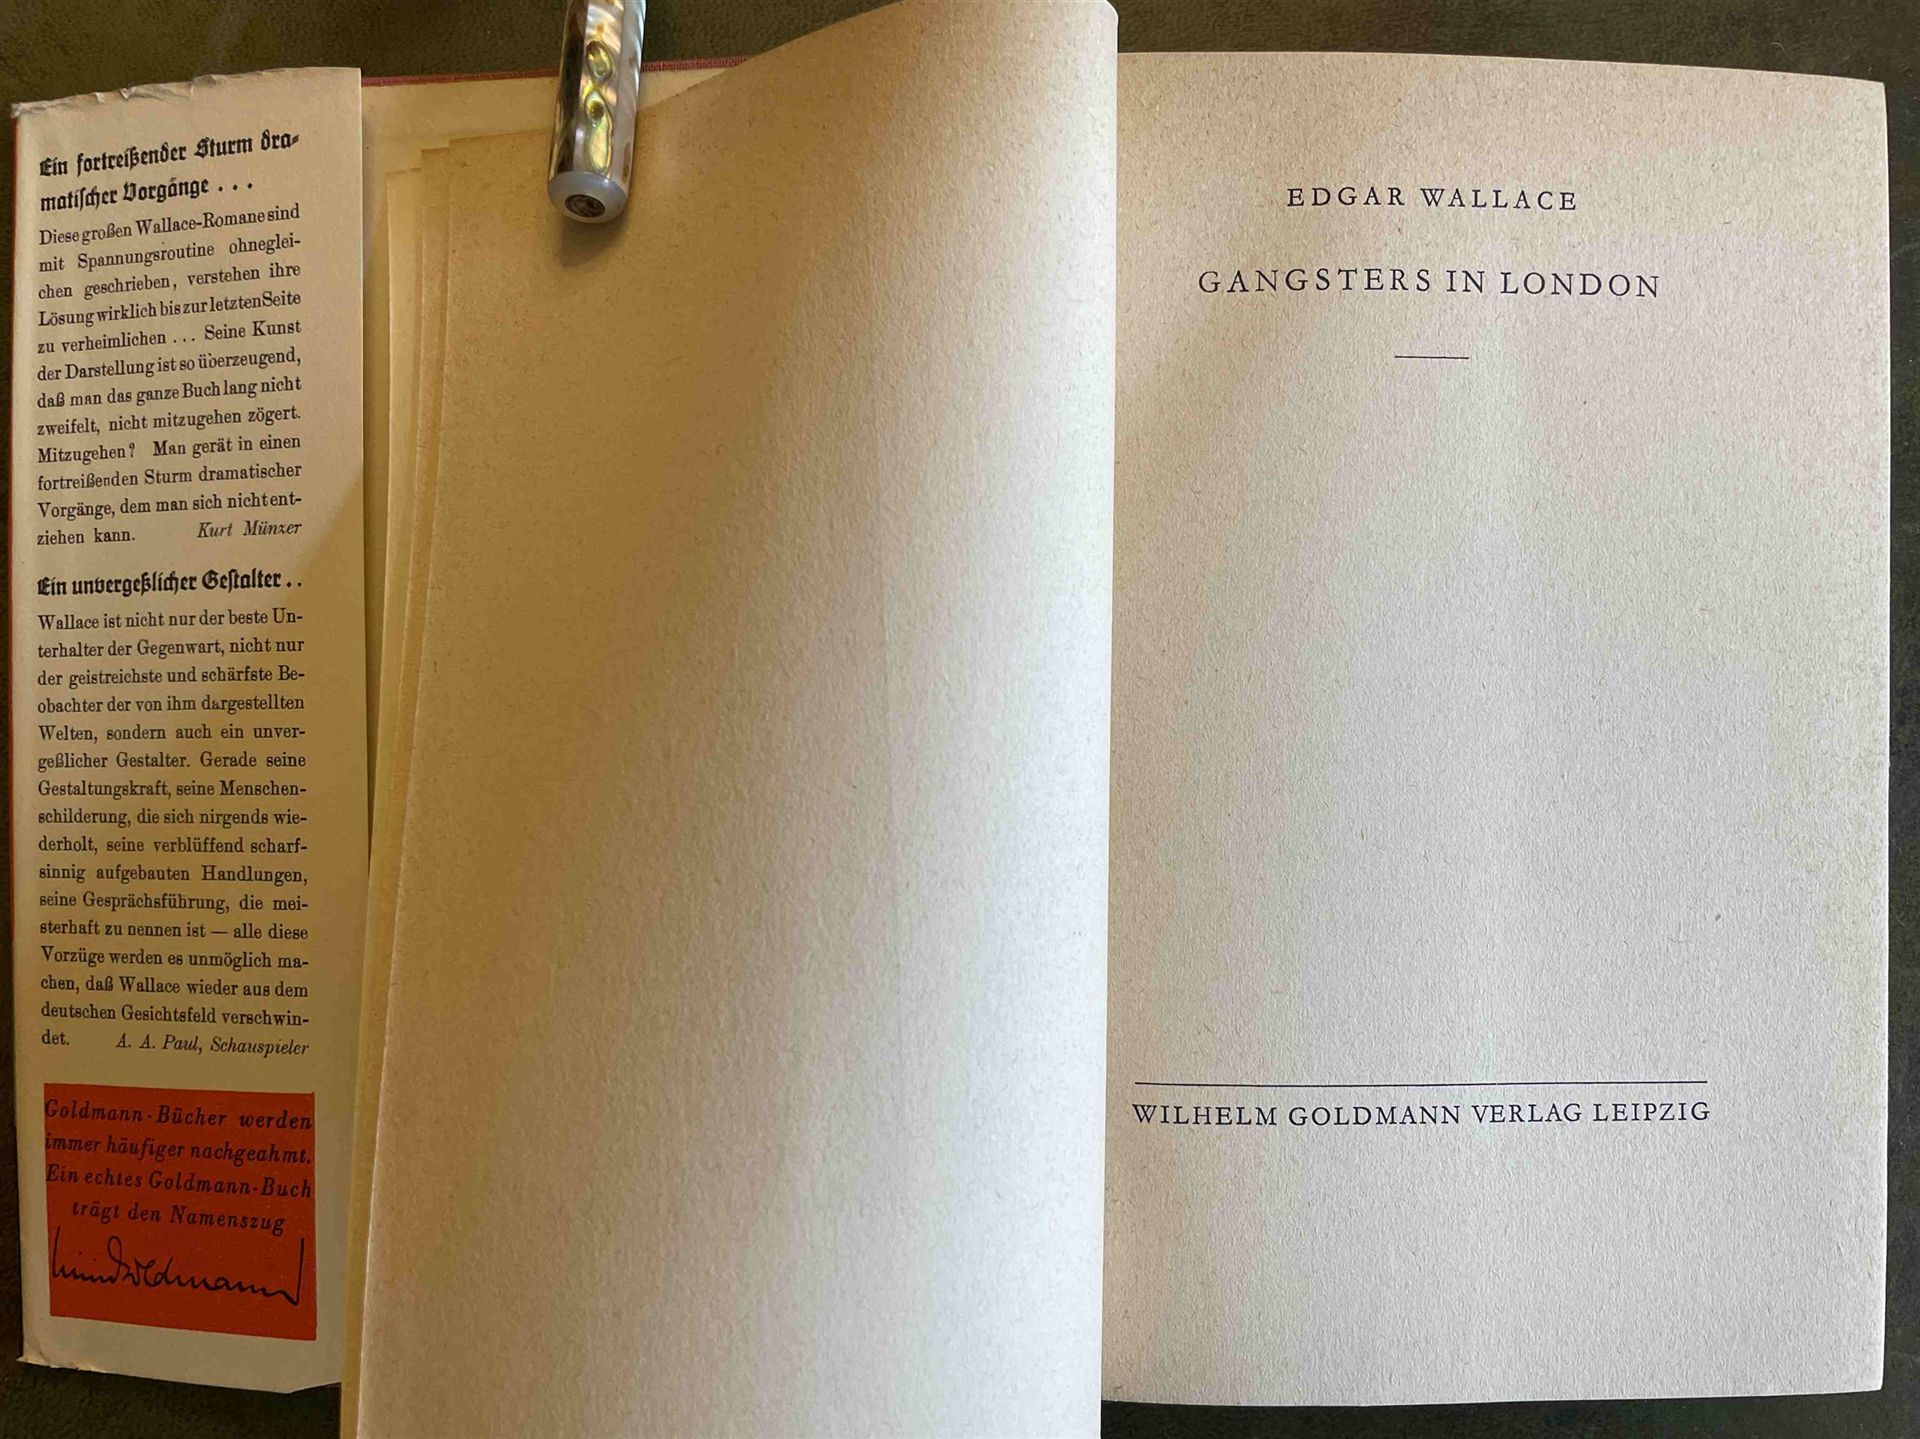 Ein fortreißender Sturm dra-
matischer Vorgänge . . .
Diese großen Wallace-Romane sind
mit Spannungsroutine ohneglei-
chen geschrieben, verstehen ihre
Lösung wirklich bis zur letzten Seite
zu verheimlichen . . . Seine Kunst
der Darstellung ist so überzeugend,
daß man das ganze Buch lang nicht
zweifelt, nicht mitzugehen zögert.
Mitzugehen? Man gerät in einen
fortreißenden Sturm dramatischer
Vorgänge, dem man sich nicht ent-
ziehen kann. Kurt Münzer
Ein unvergeßlicher Gestalter . .
Wallace ist nicht nur der beste Un-
terhalter der Gegenwart, nicht nur
der geistreichste und schärfste Be-
obachter der von ihm dargestellten
Welten, sondern auch ein unver-
geßlicher Gestalter. Gerade seine
Gestaltungskraft, seine Menschen-
schilderung, die sich nirgends wie-
derholt, seine verblüffend scharf-
sinnig aufgebauten Handlungen,
seine Gesprächsführung, die mei-
sterhaft zu nennen ist — alle diese
Vorzüge werden es unmöglich ma-
chen, daß Wallace wieder aus dem
deutschen Gesichtsfeld verschwin-
det. A. A. Paul, Schauspieler
Goldmann-Bücher werden
immer häufiger nachgeahmt.
Ein echtes Goldmann-Buch
trägt den Namenszug
EDGAR WALLACE
GANGSTERS IN LONDON
WILHELM GOLDMANN VERLAG LEIPZIG